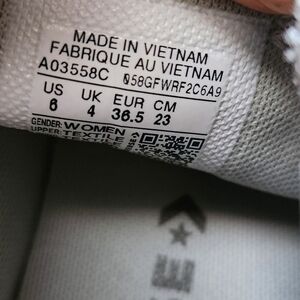 MADE IN VIETNAM
FABRIQUE AU VIETNAM
A03558C 058GFWRF2C6A9
US UK EUR CM
6 4 36.5 23
GENDER: WOMEN
UPPER: TEXTILE